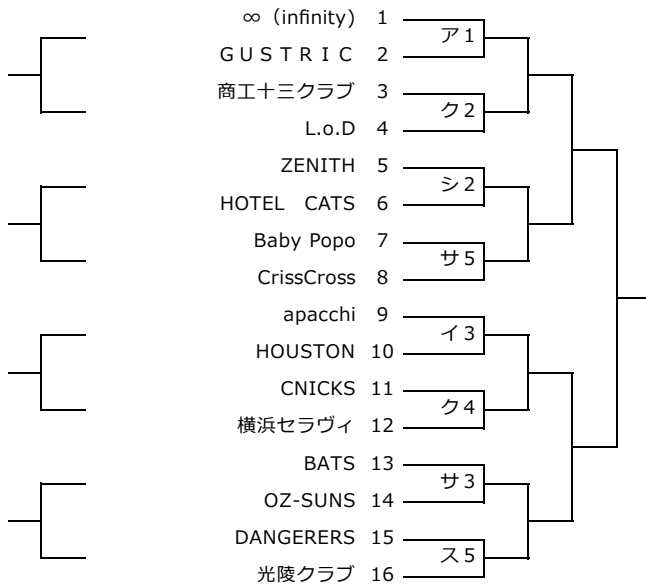 ∞（infinity) 1
ＧＵＳＴＲＩＣ 2
ア１
商工十三クラブ 3
L.o.D 4
ク２
ZENITH 5
HOTEL　CATS 6
シ２
Baby Popo 7
CrissCross 8
サ５
apacchi 9
HOUSTON 10
イ３
CNICKS 11
横浜セラヴィ 12
ク４
BATS 13
OZ-SUNS 14
サ３
DANGERERS 15
光陵クラブ 16
ス５